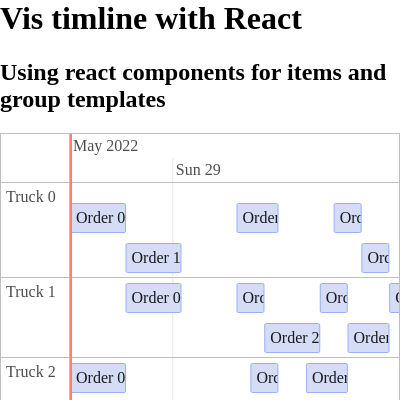 Vis timline with React
Using react components for items and
group templates
May 2022
Sun 29
Truck 0
Order 0
Order
Orc
Order 1
Orc
Truck 1
Order 0
Orc
Orc
Order 2
Order
Truck 2
Order 0
Orc
Order